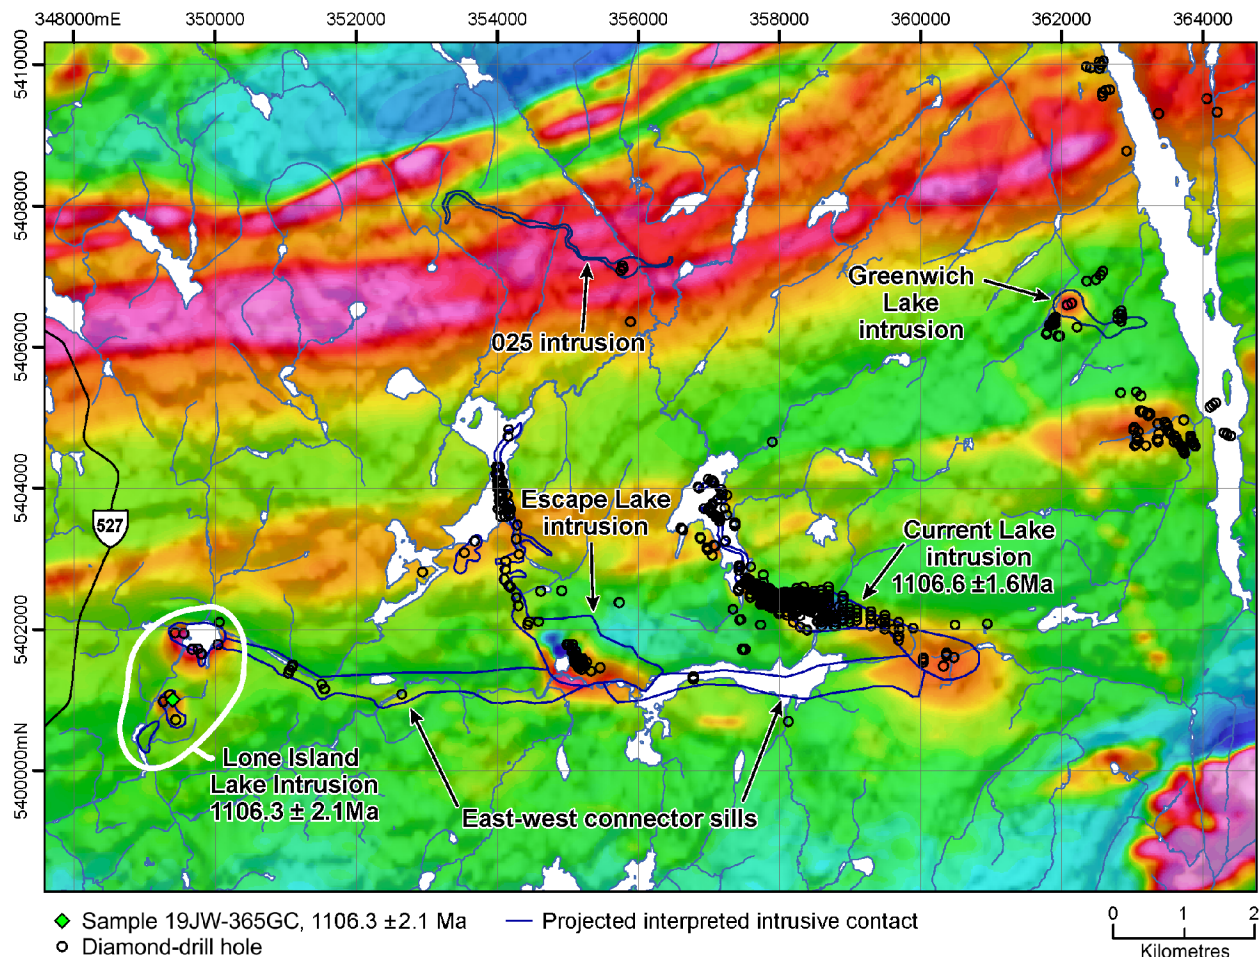 348000mE 350000 352000 354000 356000 358000 360000 362000 364000
5410000
5408000
5406000
5404000
5402000
5400000mN
025 intrusion
Greenwich
Lake
intrusion
527
Escape Lake
intrusion
Current Lake
intrusion
1106.6 ±1.6Ma
Lone Island
Lake Intrusion
1106.3 ± 2.1Ma
East-west connector sills
Sample 19JW-365GC, 1106.3 ±2.1 Ma
Projected interpreted intrusive contact
Diamond-drill hole
0 1 2
Kilometres